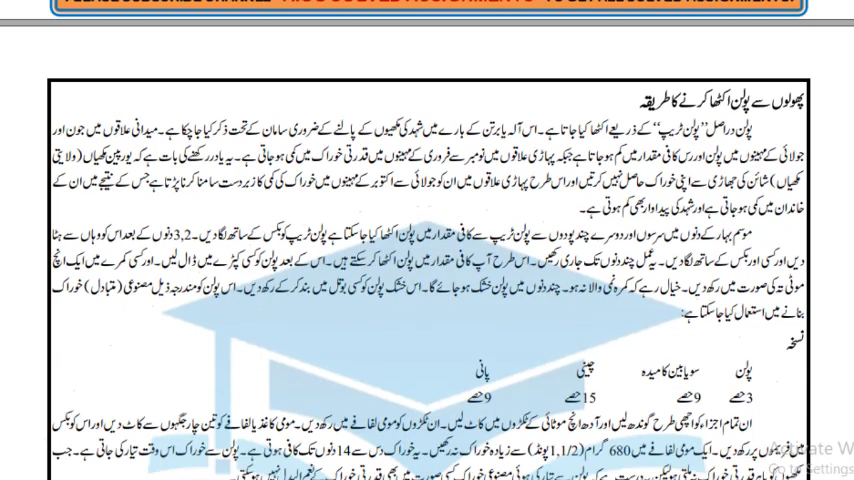 PLEASE SUBSCRIBE CHANNEL TO GET ALL SOLVED ASSIGNMENTS.
پھولوں سے پولن اکٹھا کرنے کا طریقہ
پولن دراصل "پولن ٹریپ" کے ذریعے اکٹھا کیا جاتا ہے۔ اس آلہ یا برتن کے بارے میں شہد کی مکھیوں کے پالنے کے ضروری سامان کے تحت ذکر کیا جا چکا ہے۔ میدانی علاقوں میں جون اور
جولائی کے مہینوں میں پولن اور رس کافی مقدار میں کم ہو جاتا ہے جبکہ پہاڑی علاقوں میں نومبر سے فروری کے مہینوں میں قدرتی خوراک میں کمی ہو جاتی ہے۔ یہ یاد رکھنے کی بات ہے کہ یورپین مکھیاں (ولایتی
مکھیاں) شائن کی جھاڑی سے اپنی خوراک حاصل نہیں کرتیں اور اس طرح پہاڑی علاقوں میں ان کو جولائی سے اکتوبر کے مہینوں میں خوراک کی کمی کا زبردست سامنا کرنا پڑتا ہے جس کے نتیجے میں ان کے
خاندان میں کمی ہو جاتی ہے اور شہد کی پیداوار بھی کم ہوتی ہے۔
موسم بہار کے دنوں میں سرسوں اور دوسرے چند پودوں سے پولن ٹریپ سے کافی مقدار میں پولن اکٹھا کیا جا سکتا ہے پولن ٹریپ کو بکس کے ساتھ لگا دیں۔ 3,2 دنوں کے بعد اس کو وہاں سے ہٹا
دیں اور کسی اور بکس کے ساتھ لگا دیں۔ یہ عمل چند دنوں تک جاری رکھیں۔ اس طرح آپ کافی مقدار میں پولن اکٹھا کر سکتے ہیں۔ اس کے بعد پولن کو کسی کپڑے میں ڈال لیں۔ اور کسی کمرے میں ایک انچ
موٹی تہ کی صورت میں رکھ دیں۔ خیال رہے کہ کمرہ نمی والا نہ ہو۔ چند دنوں میں پولن خشک ہو جائے گا۔ اس خشک پولن کو کسی بوتل میں بند کر کے رکھ دیں۔ اس پولن کو مندرجہ ذیل مصنوعی (متبادل) خوراک
بنانے میں استعمال کیا جا سکتا ہے:
نسخہ
پولن سویا بین کا میدہ چینی پانی
3 حصے 9 حصے 15 حصے 9 حصے
ان تمام اجزاء کو اچھی طرح گوندھ لیں اور آدھ انچ موٹائی کے ٹکڑوں میں کاٹ لیں۔ ان ٹکڑوں کو مومی لفافے میں رکھ دیں۔ مومی کاغذ یا لفافے کو تین چار جگہوں سے کاٹ دیں اور اس کو بکس
میں فریموں پر رکھ دیں۔ ایک مومی لفافے میں 680 گرام (1,1/2 پونڈ) سے زیادہ خوراک نہ رکھیں۔ یہ خوراک دس سے 14 دنوں تک کافی ہوتی ہے۔ پولن سے خوراک اس وقت تیار کی جاتی ہے۔ جب
Activate W
Go to Settings